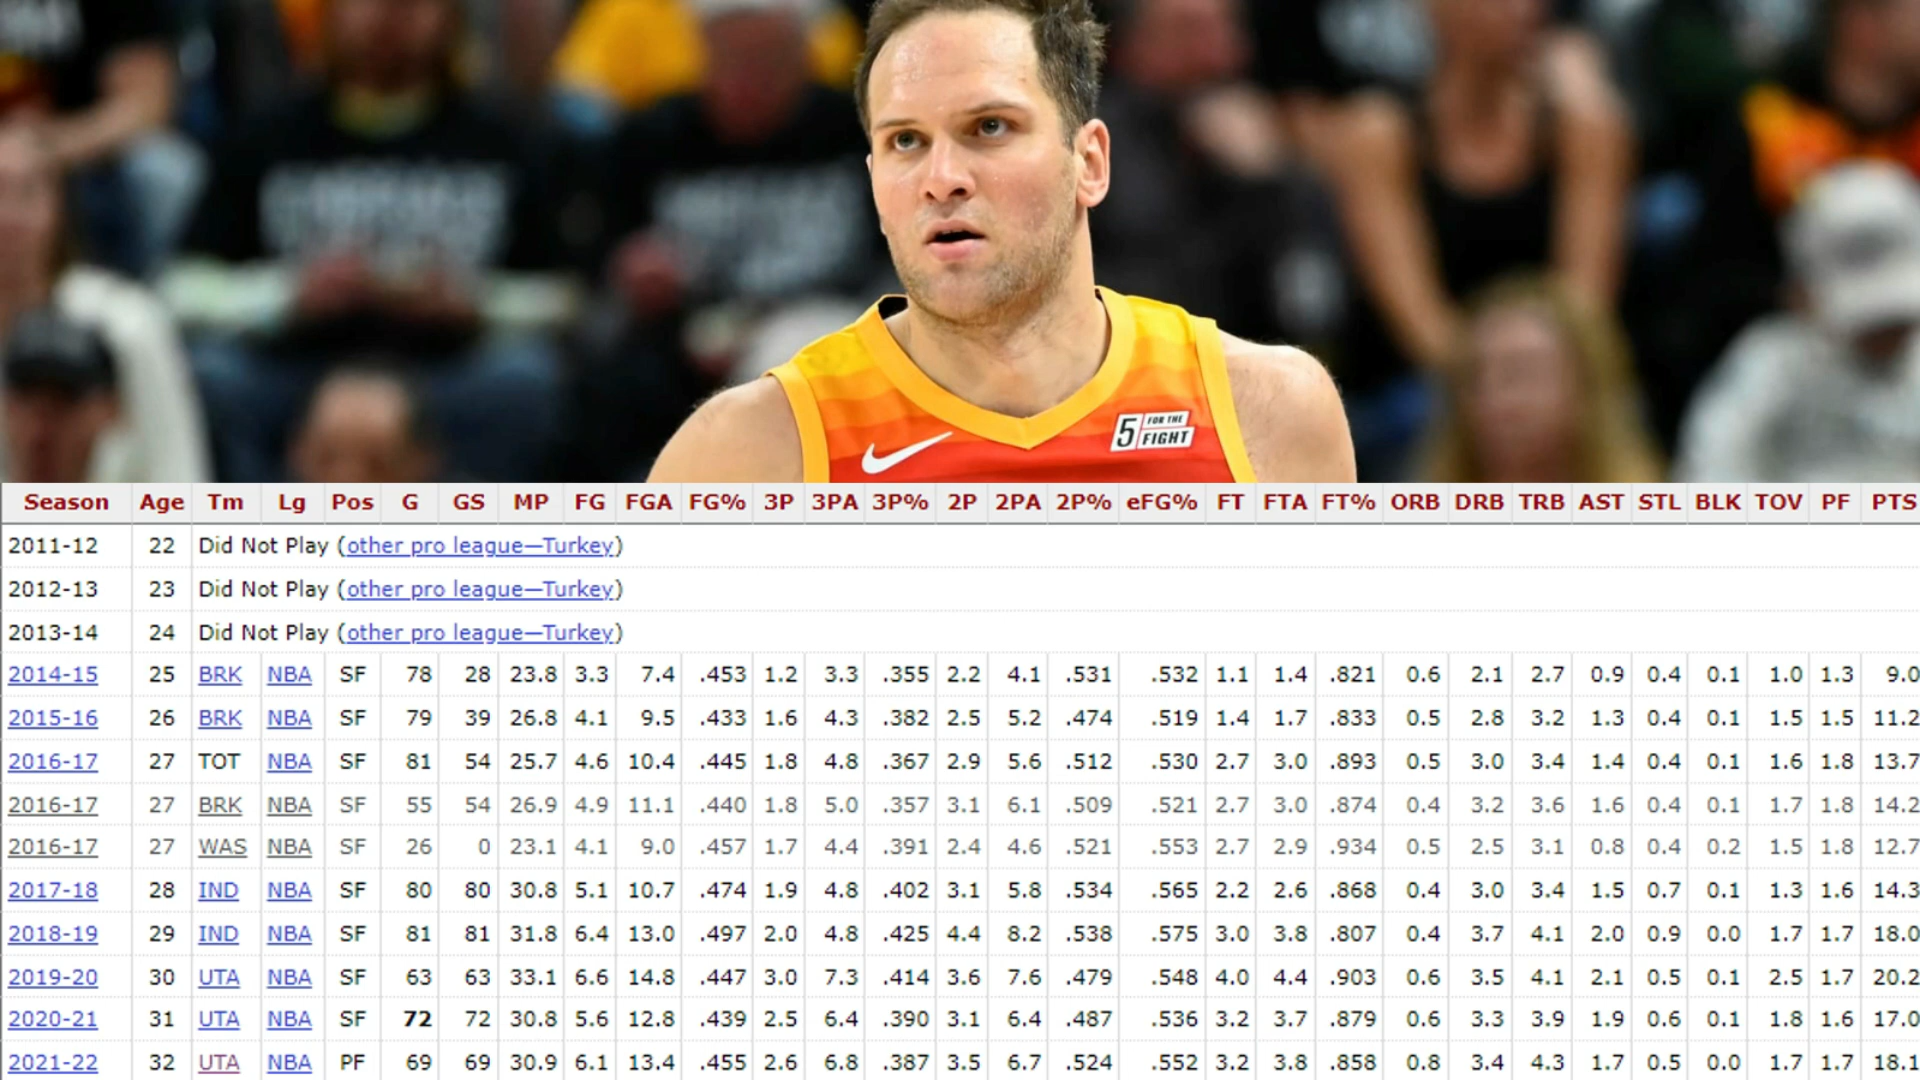 5 FOR THE
FIGHT
Season Age Tm Lg Pos G GS MP FG FGA FG% 3P 3PA 3P% 2P 2PA 2P% eFG% FT FTA FT% ORB DRB TRB AST STL BLK TOV PF PTS
2011-12 22 Did Not Play (other pro league—Turkey)
2012-13 23 Did Not Play (other pro league—Turkey)
2013-14 24 Did Not Play (other pro league—Turkey)
2014-15 25 BRK NBA SF 78 28 23.8 3.3 7.4 .453 1.2 3.3 .355 2.2 4.1 .531 .532 1.1 1.4 .821 0.6 2.1 2.7 0.9 0.4 0.1 1.0 1.3 9.0
2015-16 26 BRK NBA SF 79 39 26.8 4.1 9.5 .433 1.6 4.3 .382 2.5 5.2 .474 .519 1.4 1.7 .833 0.5 2.8 3.2 1.3 0.4 0.1 1.5 1.5 11.2
2016-17 27 TOT NBA SF 81 54 25.7 4.6 10.4 .445 1.8 4.8 .367 2.9 5.6 .512 .530 2.7 3.0 .893 0.5 3.0 3.4 1.4 0.4 0.1 1.6 1.8 13.7
2016-17 27 BRK NBA SF 55 54 26.9 4.9 11.1 .440 1.8 5.0 .357 3.1 6.1 .509 .521 2.7 3.0 .874 0.4 3.2 3.6 1.6 0.4 0.1 1.7 1.8 14.2
2016-17 27 WAS NBA SF 26 0 23.1 4.1 9.0 .457 1.7 4.4 .391 2.4 4.6 .521 .553 2.7 2.9 .934 0.5 2.5 3.1 0.8 0.4 0.2 1.5 1.8 12.7
2017-18 28 IND NBA SF 80 80 30.8 5.1 10.7 .474 1.9 4.8 .402 3.1 5.8 .534 .565 2.2 2.6 .868 0.4 3.0 3.4 1.5 0.7 0.1 1.3 1.6 14.3
2018-19 29 IND NBA SF 81 81 31.8 6.4 13.0 .497 2.0 4.8 .425 4.4 8.2 .538 .575 3.0 3.8 .807 0.4 3.7 4.1 2.0 0.9 0.0 1.7 1.7 18.0
2019-20 30 UTA NBA SF 63 63 33.1 6.6 14.8 .447 3.0 7.3 .414 3.6 7.6 .479 .548 4.0 4.4 .903 0.6 3.5 4.1 2.1 0.5 0.1 2.5 1.7 20.2
2020-21 31 UTA NBA SF 72 72 30.8 5.6 12.8 .439 2.5 6.4 .390 3.1 6.4 .487 .536 3.2 3.7 .879 0.6 3.3 3.9 1.9 0.6 0.1 1.8 1.6 17.0
2021-22 32 UTA NBA PF 69 69 30.9 6.1 13.4 .455 2.6 6.8 .387 3.5 6.7 .524 .552 3.2 3.8 .858 0.8 3.4 4.3 1.7 0.5 0.0 1.7 1.7 18.1